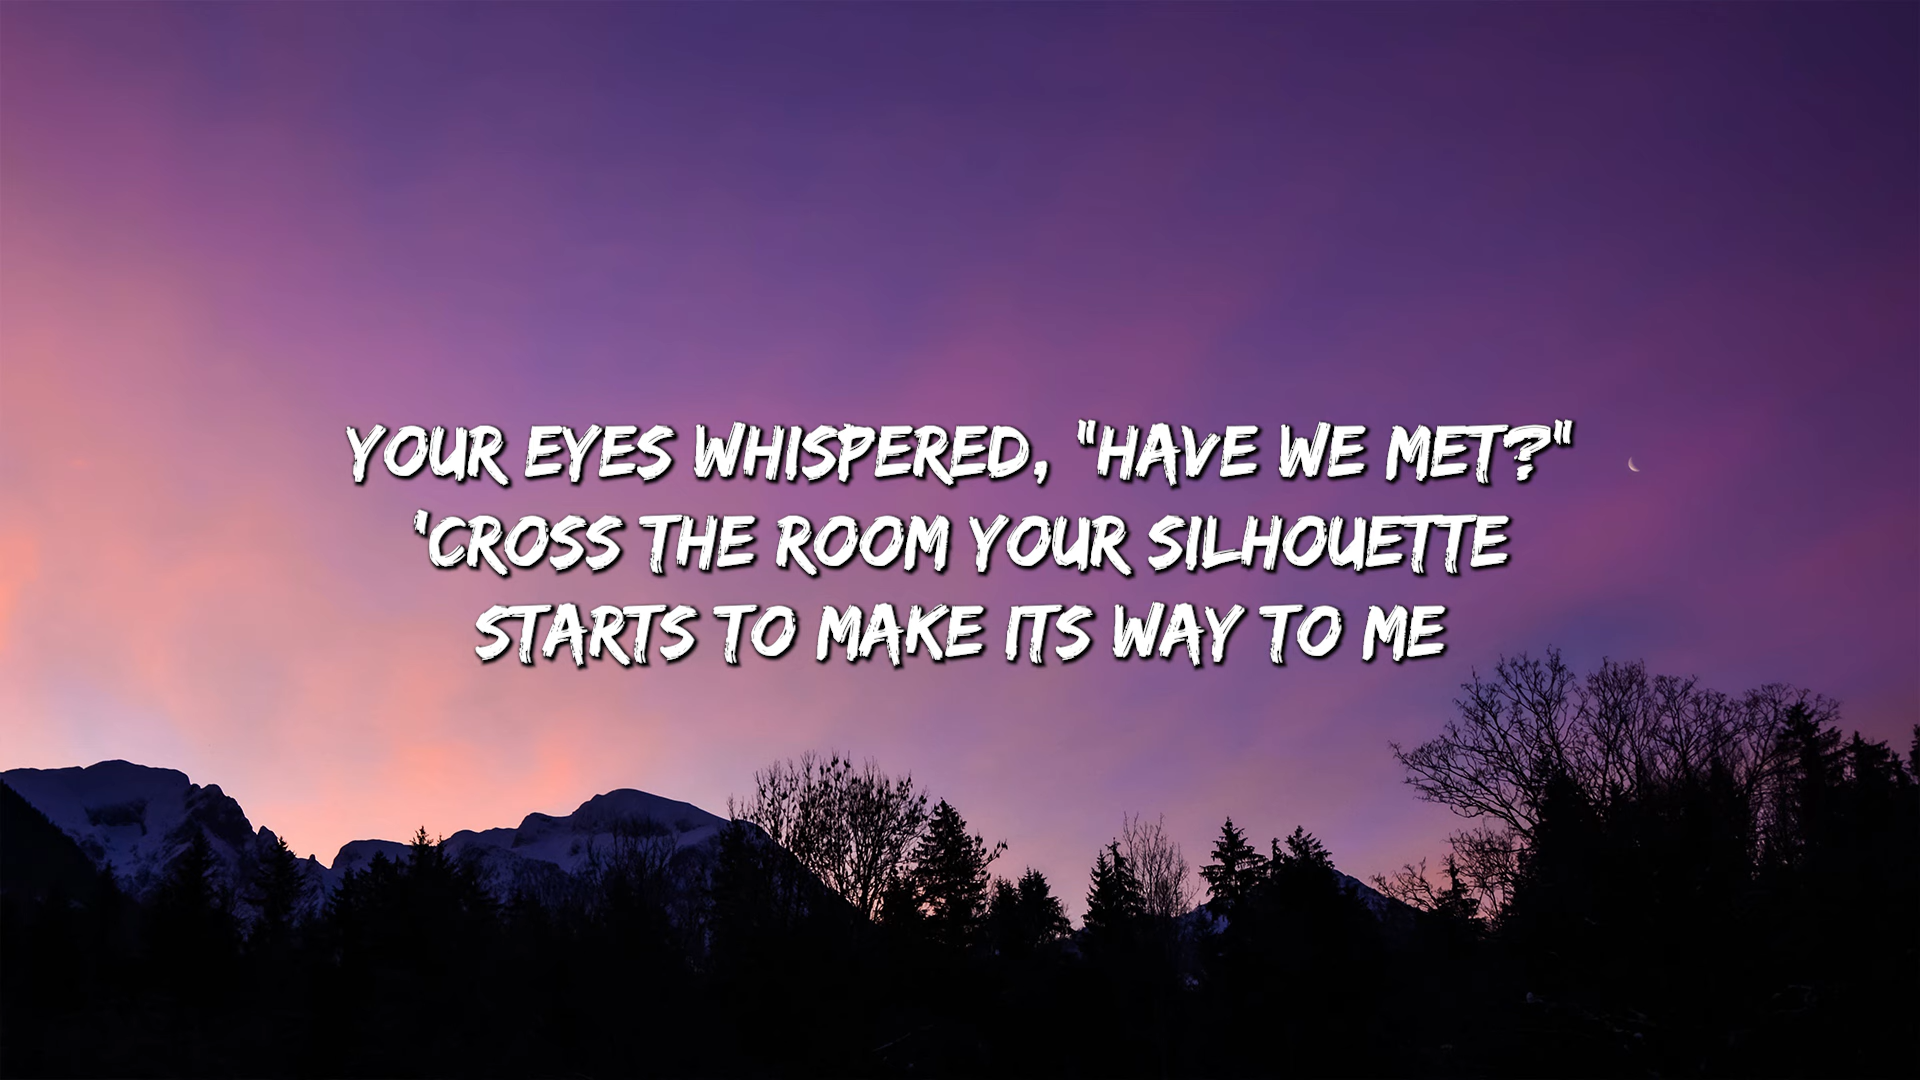 YOUR EYES WHISPERED, "HAVE WE MET?"
'CROSS THE ROOM YOUR SILHOUETTE
STARTS TO MAKE ITS WAY TO ME